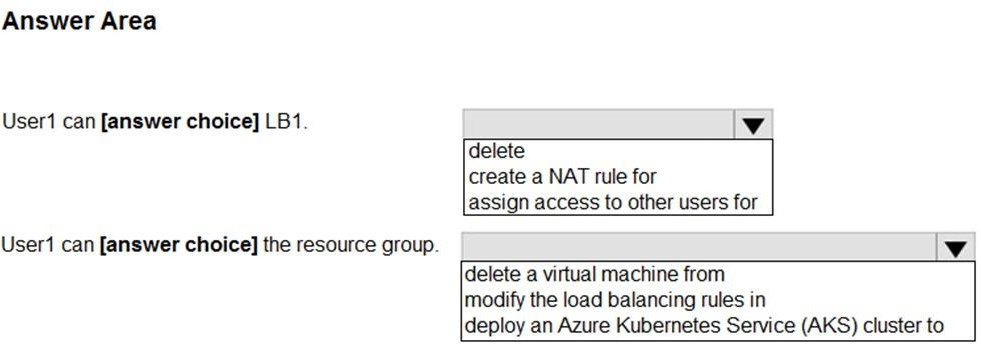 Answer Area
User1 can [answer choice] LB1.
delete
create a NAT rule for
assign access to other users for
User1 can [answer choice] the resource group.
delete a virtual machine from
modify the load balancing rules in
deploy an Azure Kubernetes Service (AKS) cluster to